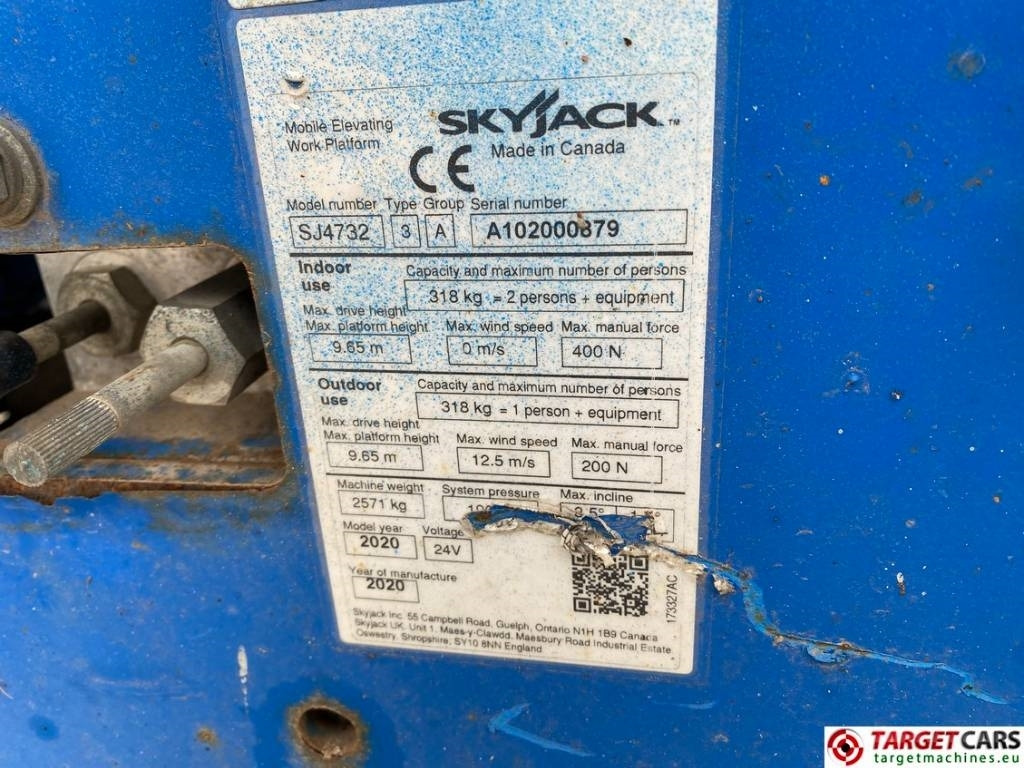 SKYJACK™
Mobile Elevating
Work Platform
Made in Canada
CE
Model number Type Group Serial number
SJ4732 3 A A102000879
Indoor use
Capacity and maximum number of persons
318 kg = 2 persons + equipment
Max. drive height
Max. platform height Max. wind speed Max. manual force
9.65 m 0 m/s 400 N
Outdoor use
Capacity and maximum number of persons
318 kg = 1 person + equipment
Max. drive height
Max. platform height Max. wind speed Max. manual force
9.65 m 12.5 m/s 200 N
Machine weight System pressure Max. incline
2571 kg
Model year Voltage
2020 24V
Year of manufacture
2020
173327AC
Skyjack Inc. 55 Campbell Road, Guelph, Ontario N1H 1B9 Canada
Skyjack UK, Unit 1, Maes-y-Clawdd, Maesbury Road Industrial Estate,
Oswestry, Shropshire, SY10 8NN England
TARGETCARS
targetmachines.eu